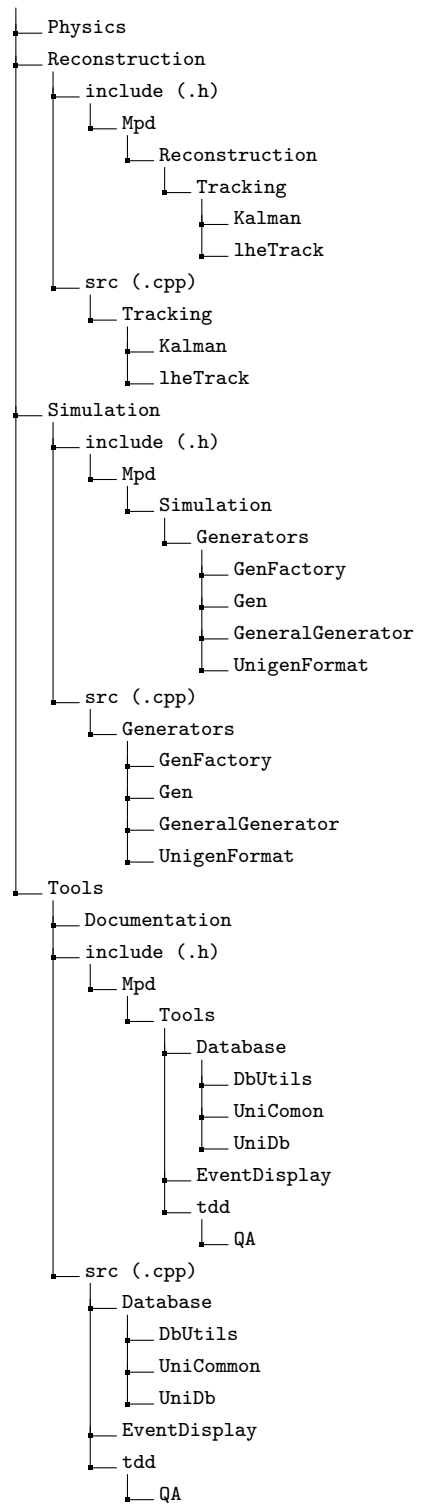 Physics
Reconstruction
include (.h)
Mpd
Reconstruction
Tracking
Kalman
lheTrack
src (.cpp)
Tracking
Kalman
lheTrack
Simulation
include (.h)
Mpd
Simulation
Generators
GenFactory
Gen
GeneralGenerator
UnigenFormat
src (.cpp)
Generators
GenFactory
Gen
GeneralGenerator
UnigenFormat
Tools
Documentation
include (.h)
Mpd
Tools
Database
DbUtils
UniComon
UniDb
EventDisplay
tdd
QA
src (.cpp)
Database
DbUtils
UniCommon
UniDb
EventDisplay
tdd
QA